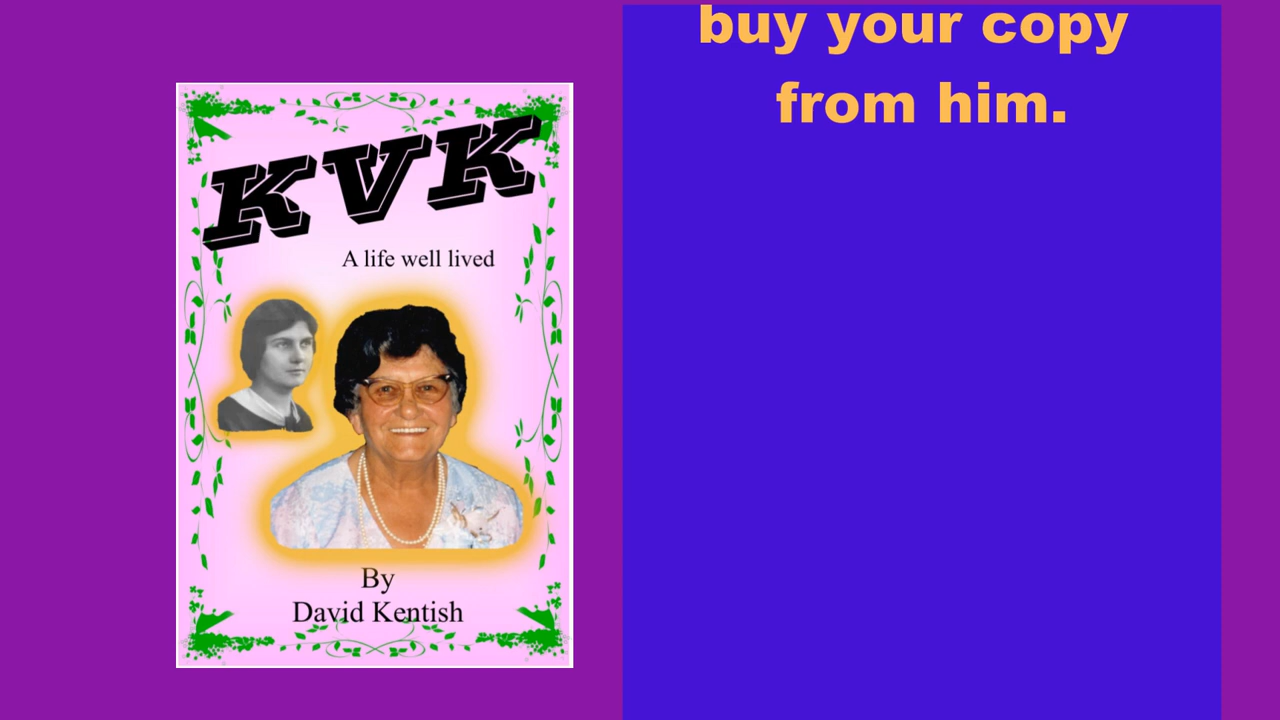 KVK
A life well lived
By
David Kentish
buy your copy
from him.